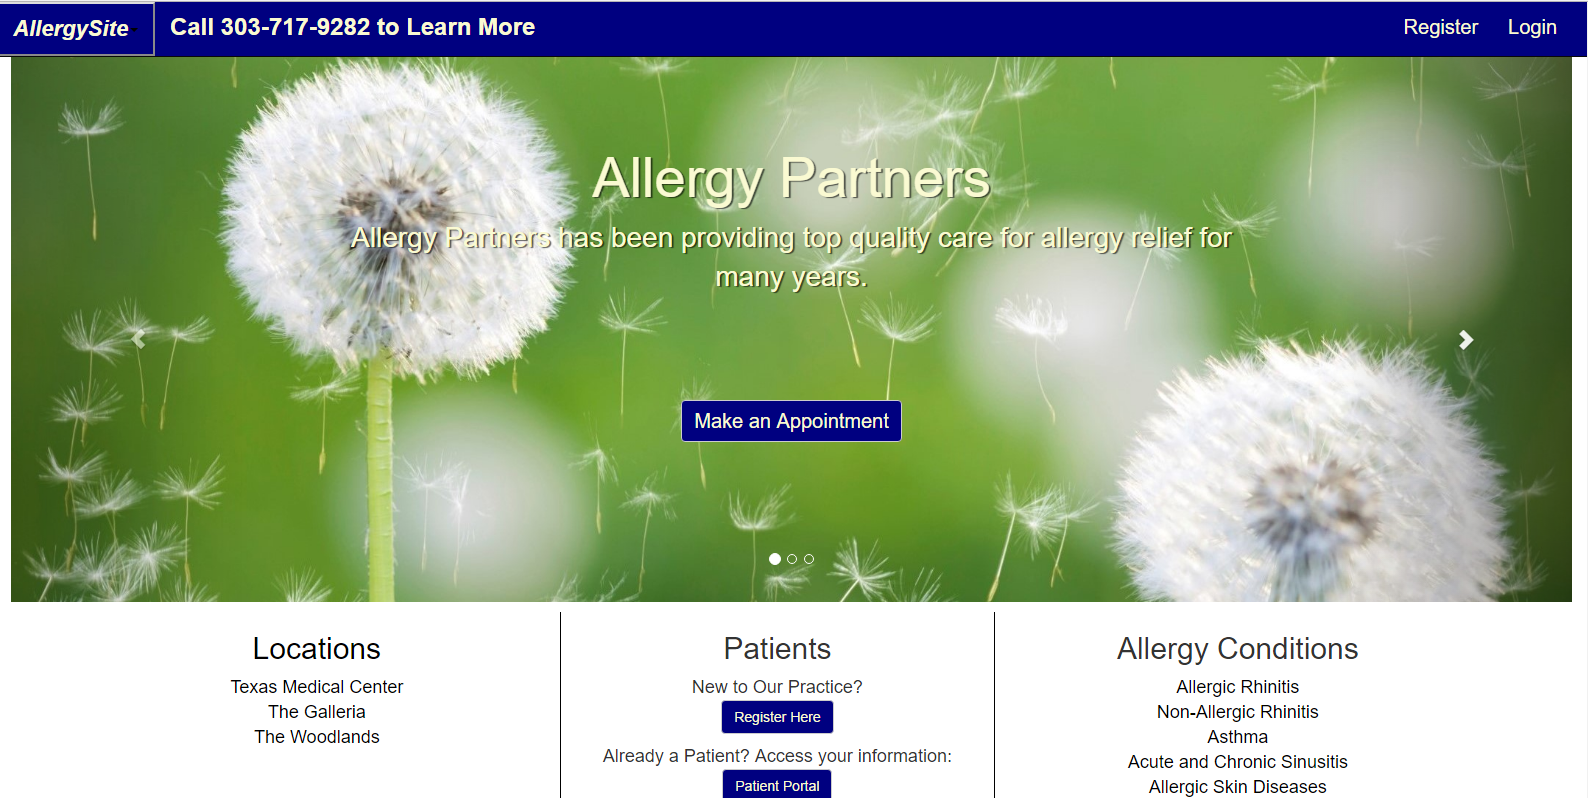 AllergySite
Call 303-717-9282 to Learn More
Register
Login
Allergy Partners
Allergy Partners has been providing top quality care for allergy relief for
many years.
Make an Appointment
Locations
Texas Medical Center
The Galleria
The Woodlands
Patients
New to Our Practice?
Register Here
Already a Patient? Access your information:
Patient Portal
Allergy Conditions
Allergic Rhinitis
Non-Allergic Rhinitis
Asthma
Acute and Chronic Sinusitis
Allergic Skin Diseases